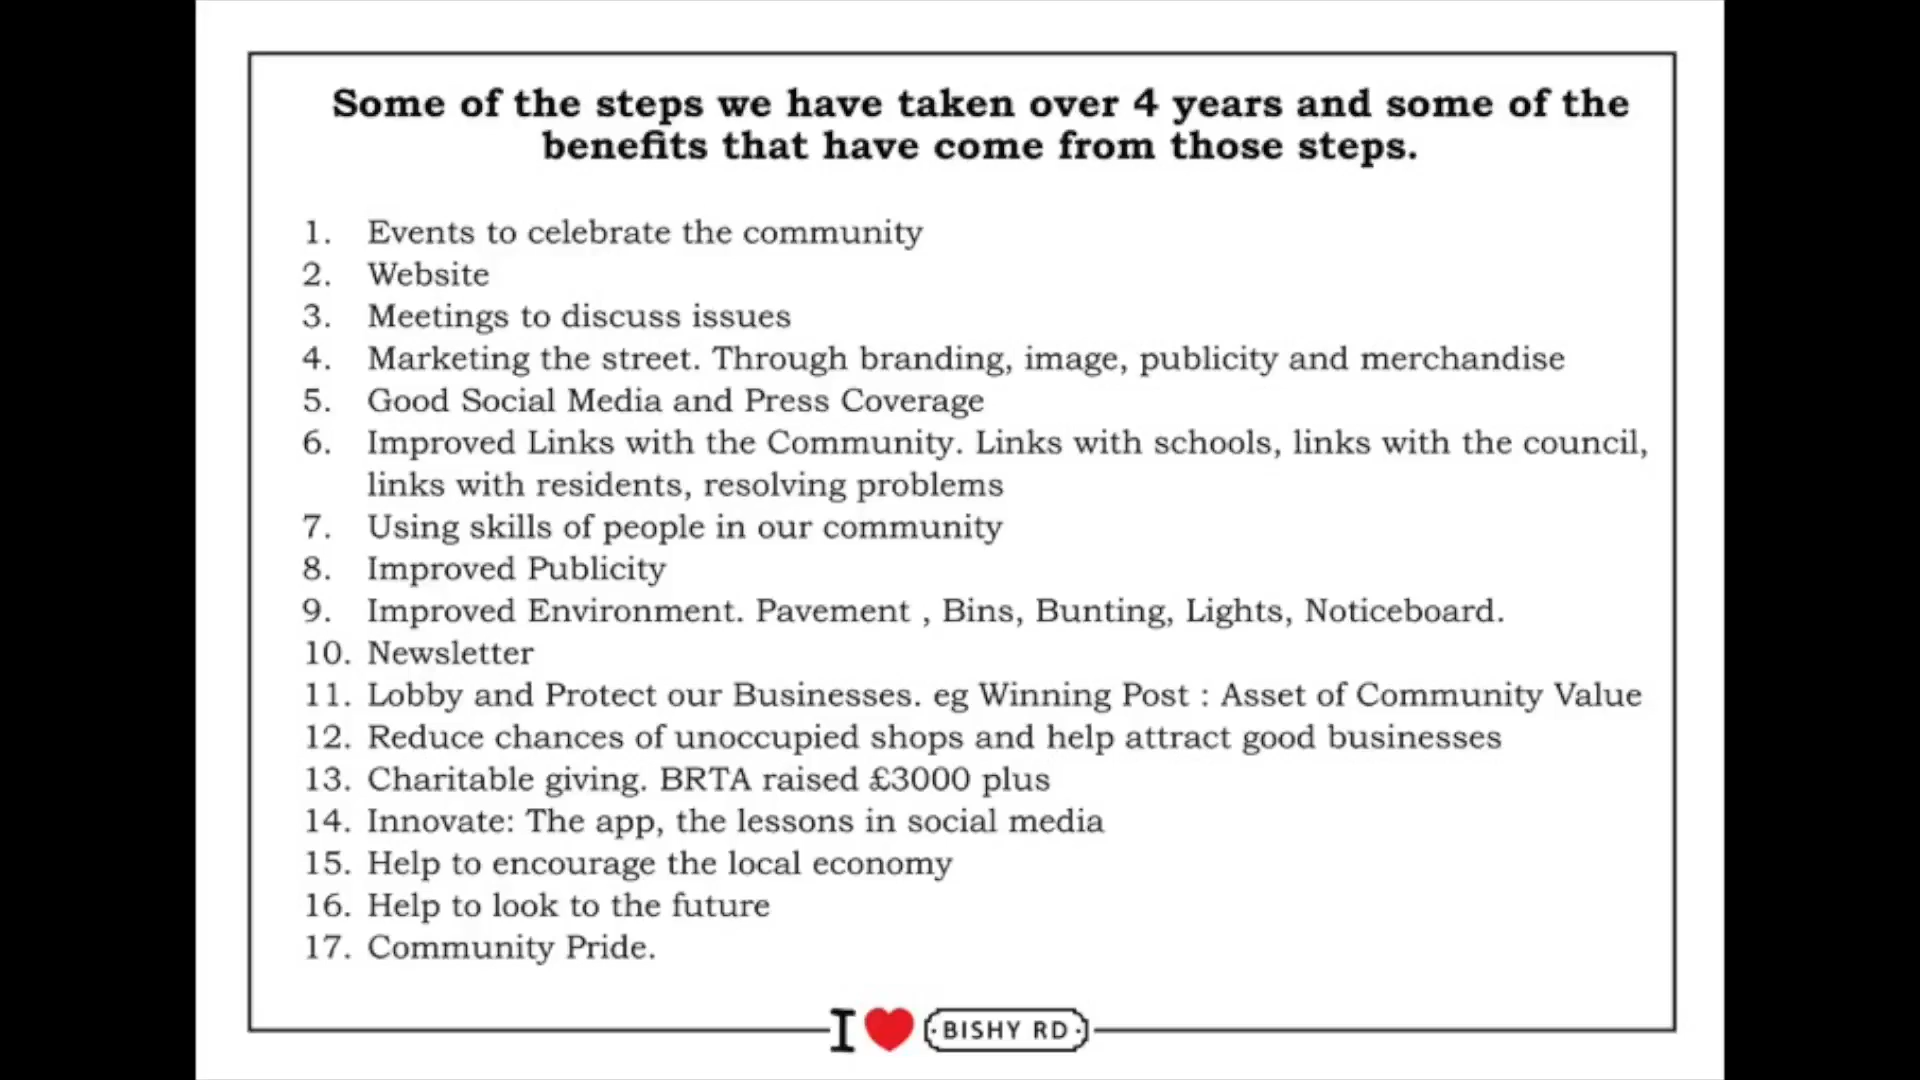 Some of the steps we have taken over 4 years and some of the
benefits that have come from those steps.
1. Events to celebrate the community
2. Website
3. Meetings to discuss issues
4. Marketing the street. Through branding, image, publicity and merchandise
5. Good Social Media and Press Coverage
6. Improved Links with the Community. Links with schools, links with the council,
links with residents, resolving problems
7. Using skills of people in our community
8. Improved Publicity
9. Improved Environment. Pavement , Bins, Bunting, Lights, Noticeboard.
10. Newsletter
11. Lobby and Protect our Businesses. eg Winning Post : Asset of Community Value
12. Reduce chances of unoccupied shops and help attract good businesses
13. Charitable giving. BRTA raised £3000 plus
14. Innovate: The app, the lessons in social media
15. Help to encourage the local economy
16. Help to look to the future
17. Community Pride.
I ❤ BISHY RD